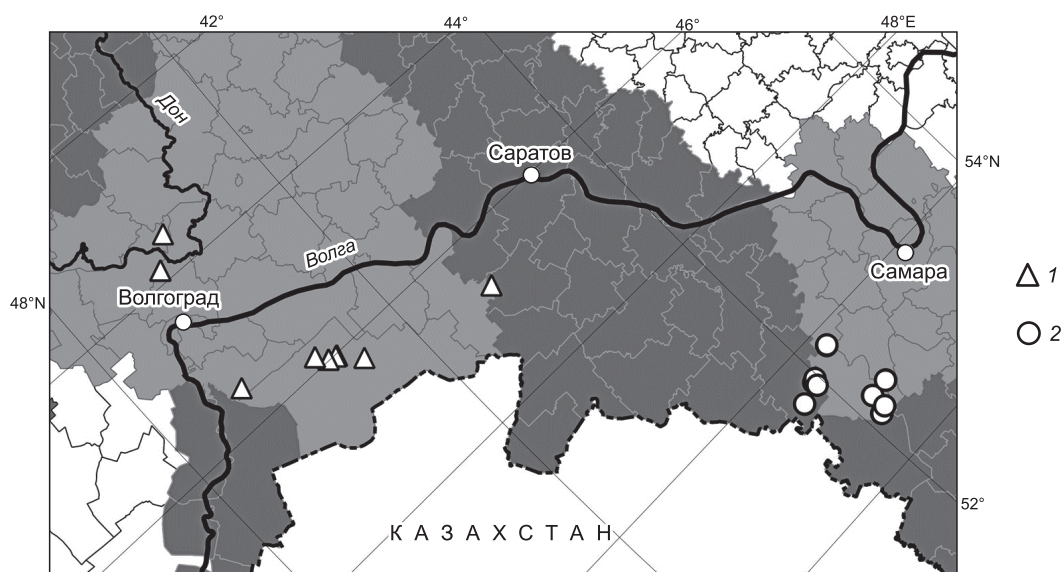 42°
44°
46°
48°E
Дон
Саратов
54°N
Волга
Самара
1
Волгоград
48°N
2
52°
КАЗАХСТАН